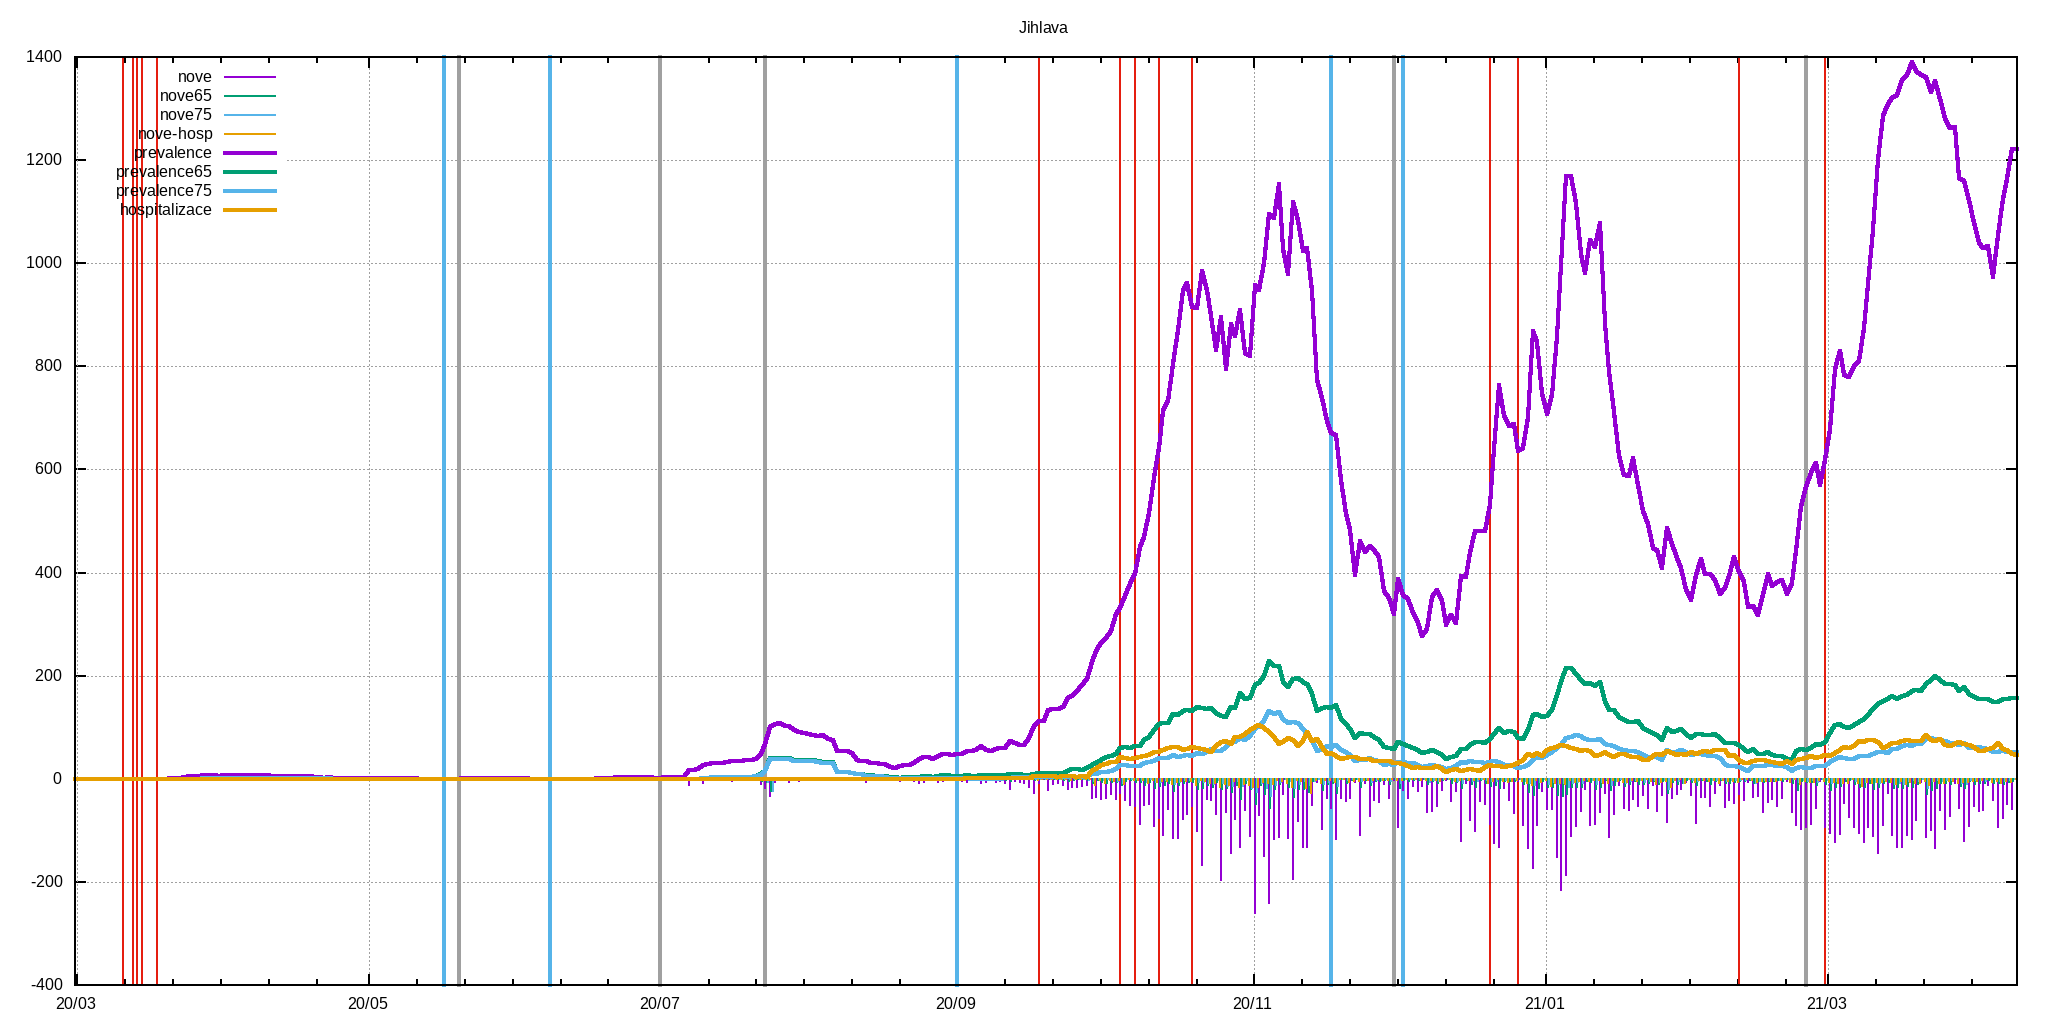 Jihlava
1400
1200
1000
800
600
400
200
0
-200
-400
nove
nove65
nove75
nove-hosp
prevalence
prevalence65
prevalence75
hospitalizace
20/03 20/05 20/07 20/09 20/11 21/01 21/03